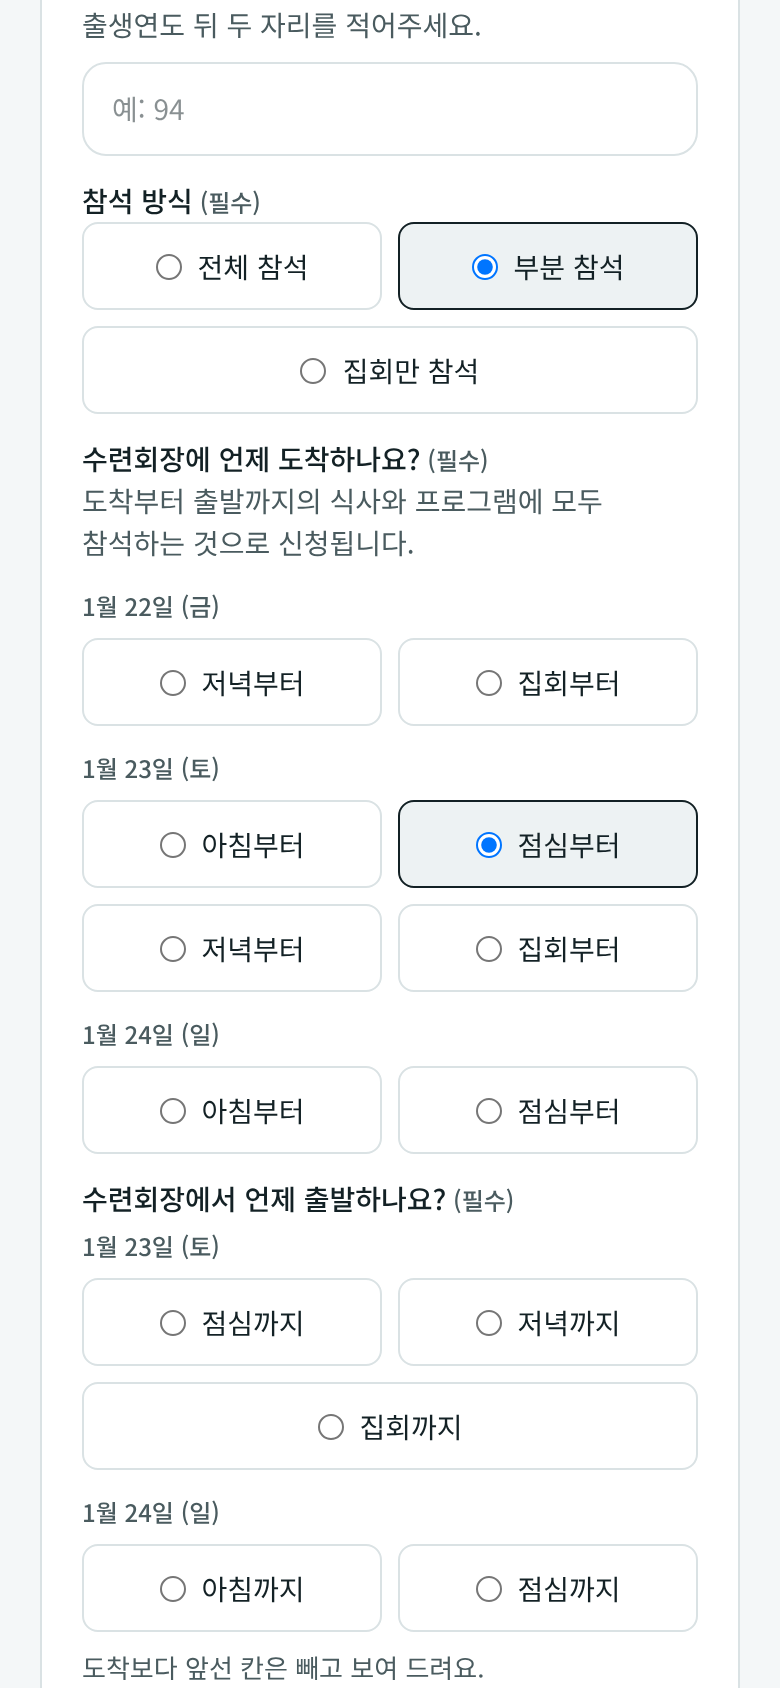 출생연도 뒤 두 자리를 적어주세요.
예: 94
참석 방식 (필수)
전체 참석
부분 참석
집회만 참석
수련회장에 언제 도착하나요? (필수)
도착부터 출발까지의 식사와 프로그램에 모두
참석하는 것으로 신청됩니다.
1월 22일 (금)
저녁부터
집회부터
1월 23일 (토)
아침부터
점심부터
저녁부터
집회부터
1월 24일 (일)
아침부터
점심부터
수련회장에서 언제 출발하나요? (필수)
1월 23일 (토)
점심까지
저녁까지
집회까지
1월 24일 (일)
아침까지
점심까지
도착보다 앞선 칸은 빼고 보여 드려요.